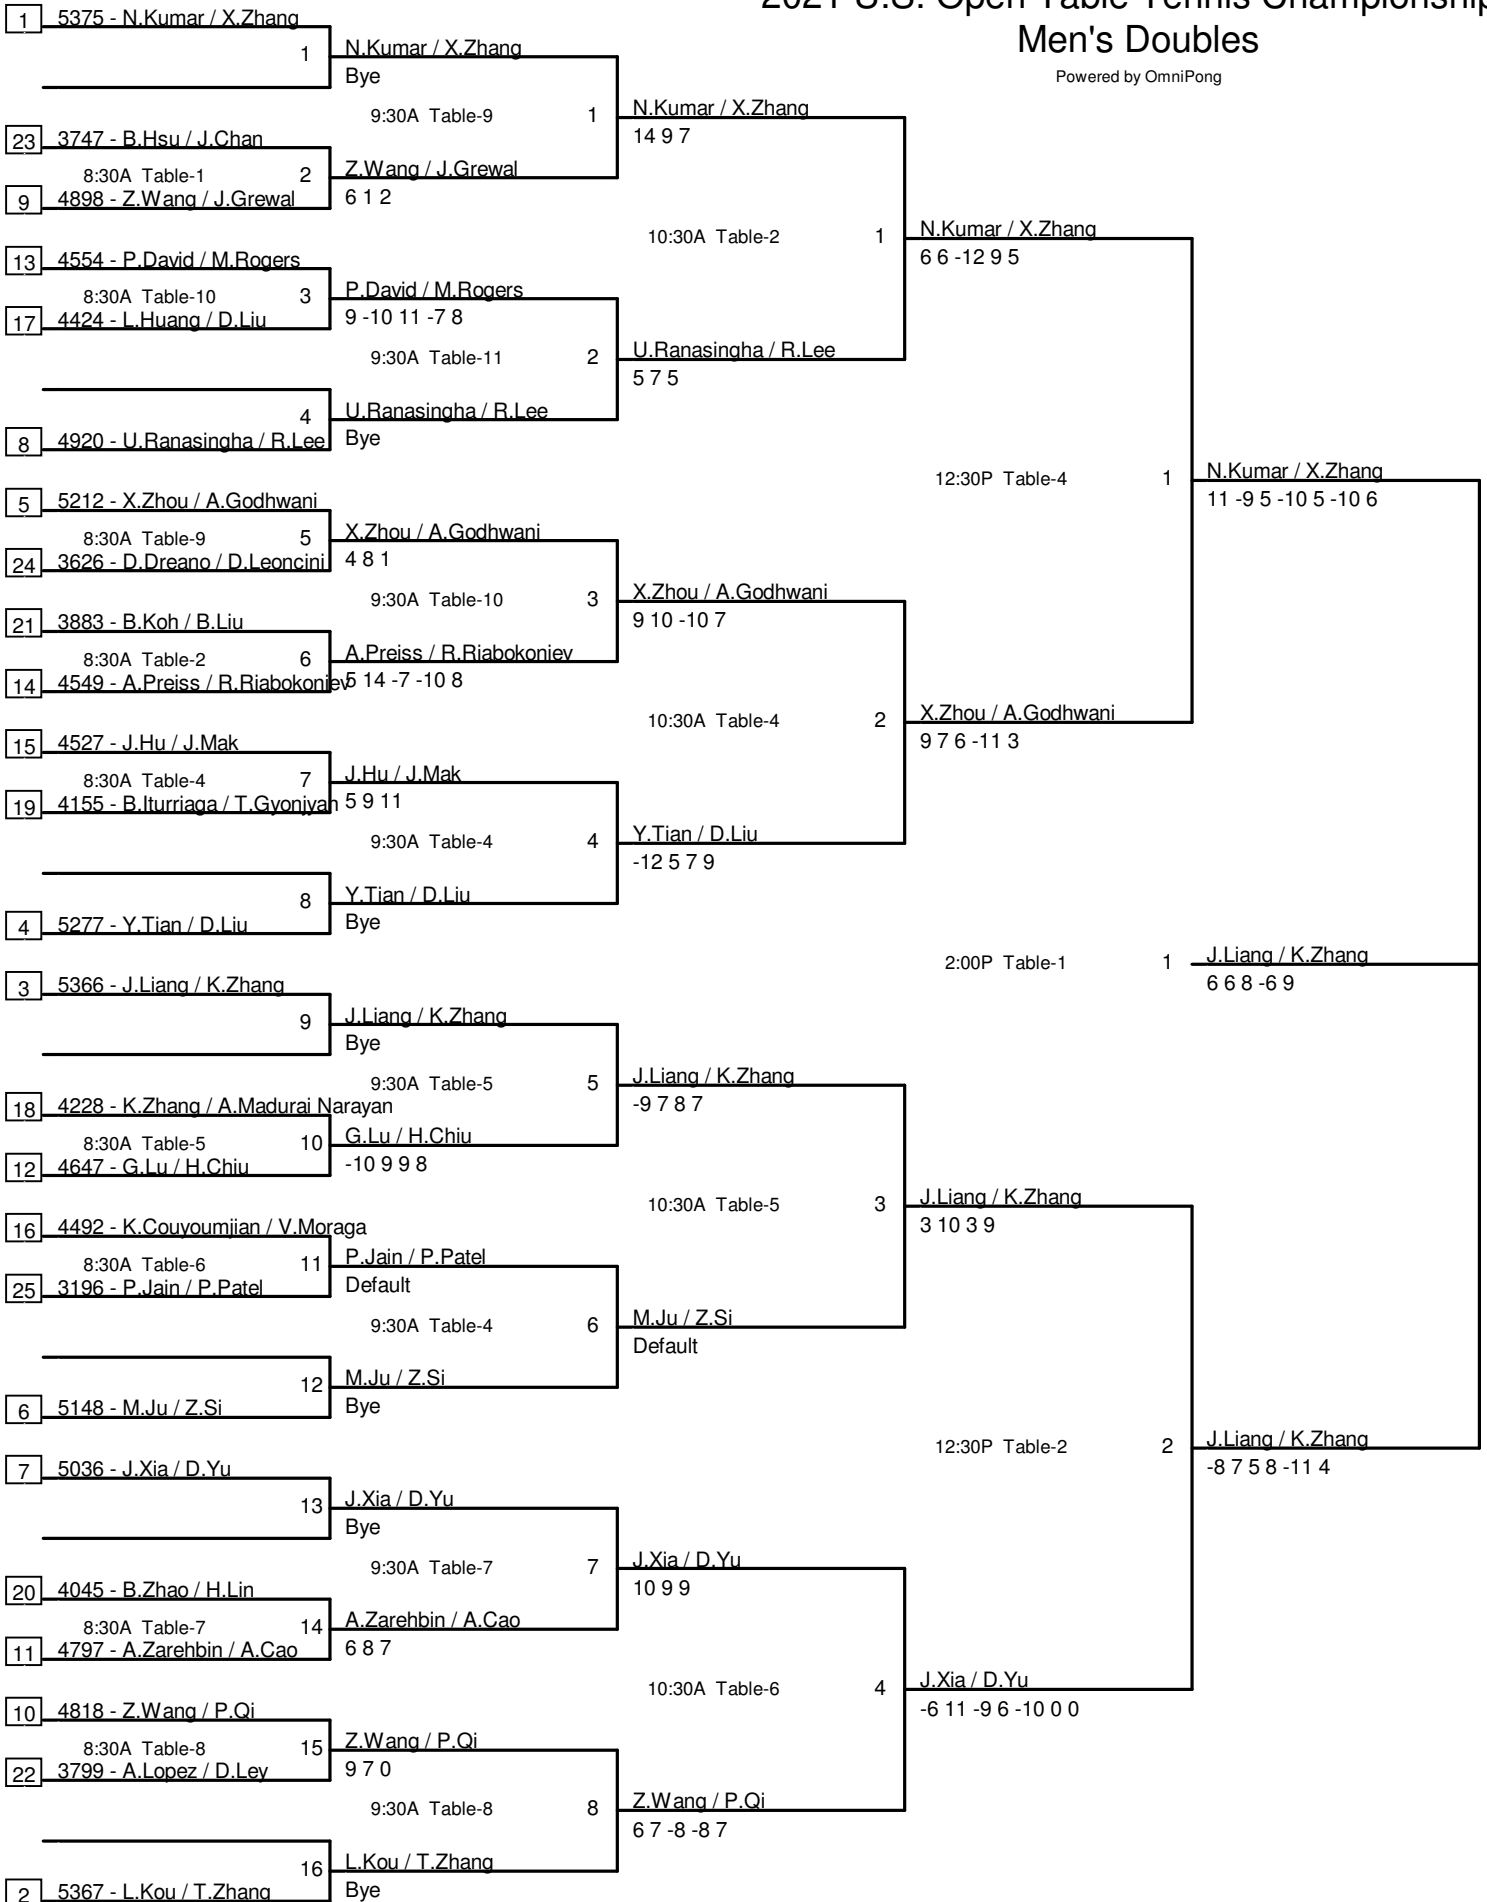 2021 U.S. Open Table Tennis Championship
Men's Doubles
Powered by OmniPong
1 5375 - N.Kumar / X.Zhang
1 N.Kumar / X.Zhang
Bye
9:30A Table-9 1 N.Kumar / X.Zhang
14 9 7
23 3747 - B.Hsu / J.Chan
8:30A Table-1 2 Z.Wang / J.Grewal
9 4898 - Z.Wang / J.Grewal 6 1 2
10:30A Table-2 1 N.Kumar / X.Zhang
6 6 -12 9 5
13 4554 - P.David / M.Rogers
8:30A Table-10 3 P.David / M.Rogers
17 4424 - L.Huang / D.Liu 9 -10 11 -7 8
9:30A Table-11 2 U.Ranasingha / R.Lee
5 7 5
4 U.Ranasingha / R.Lee
8 4920 - U.Ranasingha / R.Lee Bye
12:30P Table-4 1 N.Kumar / X.Zhang
11 -9 5 -10 5 -10 6
5 5212 - X.Zhou / A.Godhwani
8:30A Table-9 5 X.Zhou / A.Godhwani
24 3626 - D.Dreano / D.Leoncini 4 8 1
9:30A Table-10 3 X.Zhou / A.Godhwani
9 10 -10 7
21 3883 - B.Koh / B.Liu
8:30A Table-2 6 A.Preiss / R.Riabokoniev
14 4549 - A.Preiss / R.Riabokoniev 5 14 -7 -10 8
10:30A Table-4 2 X.Zhou / A.Godhwani
9 7 6 -11 3
15 4527 - J.Hu / J.Mak
8:30A Table-4 7 J.Hu / J.Mak
19 4155 - B.Iturriaga / T.Gyonjyan 5 9 11
9:30A Table-4 4 Y.Tian / D.Liu
-12 5 7 9
8 Y.Tian / D.Liu
4 5277 - Y.Tian / D.Liu Bye
2:00P Table-1 1 J.Liang / K.Zhang
6 6 8 -6 9
3 5366 - J.Liang / K.Zhang
9 J.Liang / K.Zhang
Bye
9:30A Table-5 5 J.Liang / K.Zhang
-9 7 8 7
18 4228 - K.Zhang / A.Madurai Narayan
8:30A Table-5 10 G.Lu / H.Chiu
12 4647 - G.Lu / H.Chiu -10 9 9 8
10:30A Table-5 3 J.Liang / K.Zhang
3 10 3 9
16 4492 - K.Couyoumjian / V.Moraga
8:30A Table-6 11 P.Jain / P.Patel
25 3196 - P.Jain / P.Patel Default
9:30A Table-4 6 M.Ju / Z.Si
Default
12 M.Ju / Z.Si
6 5148 - M.Ju / Z.Si Bye
12:30P Table-2 2 J.Liang / K.Zhang
-8 7 5 8 -11 4
7 5036 - J.Xia / D.Yu
13 J.Xia / D.Yu
Bye
9:30A Table-7 7 J.Xia / D.Yu
10 9 9
20 4045 - B.Zhao / H.Lin
8:30A Table-7 14 A.Zarehbin / A.Cao
11 4797 - A.Zarehbin / A.Cao 6 8 7
10:30A Table-6 4 J.Xia / D.Yu
-6 11 -9 6 -10 0 0
10 4818 - Z.Wang / P.Qi
8:30A Table-8 15 Z.Wang / P.Qi
22 3799 - A.Lopez / D.Ley 9 7 0
9:30A Table-8 8 Z.Wang / P.Qi
6 7 -8 -8 7
16 L.Kou / T.Zhang
2 5367 - L.Kou / T.Zhang Bye